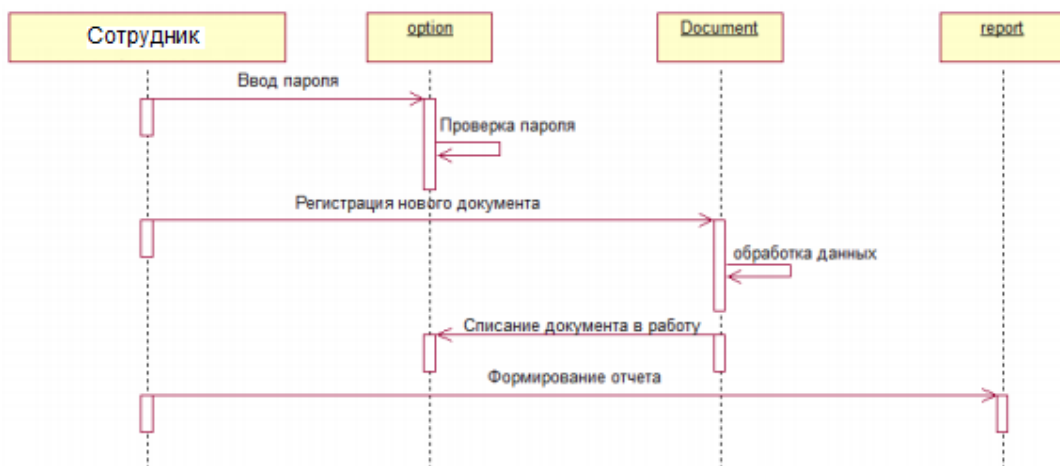 Сотрудник
option
Document
report
Ввод пароля
Проверка пароля
Регистрация нового документа
обработка данных
Списание документа в работу
Формирование отчета